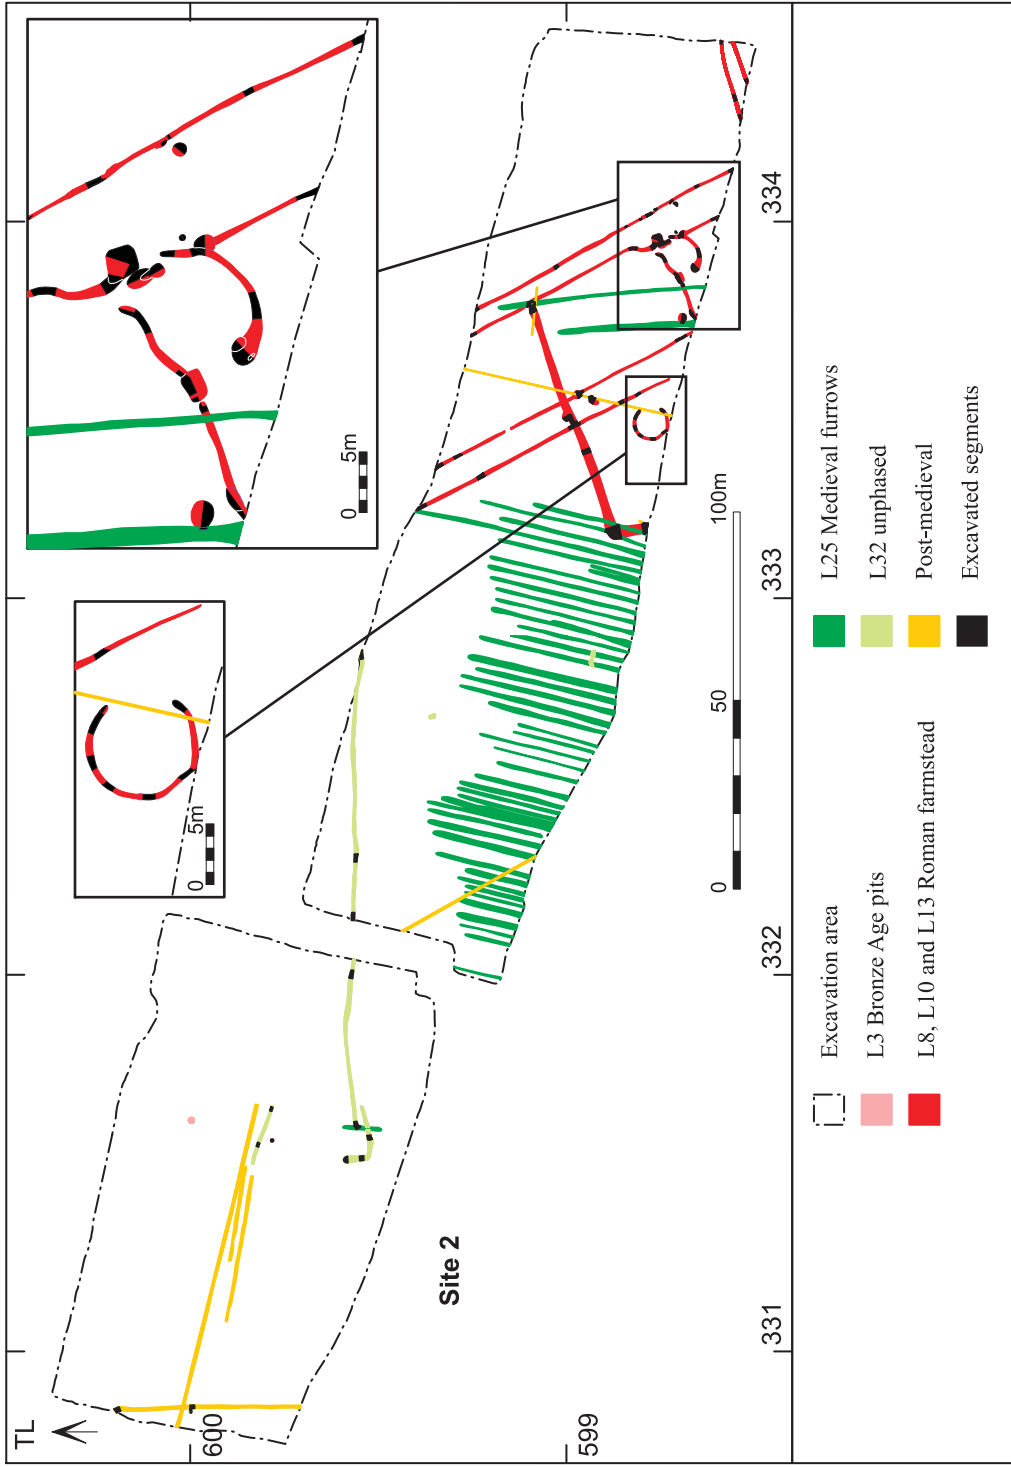 TL
600
599
331
332
333
334
Site 2
0 5m
0 5m
0 50 100m
Excavation area
L3 Bronze Age pits
L8, L10 and L13 Roman farmstead
L25 Medieval furrows
L32 unphased
Post-medieval
Excavated segments